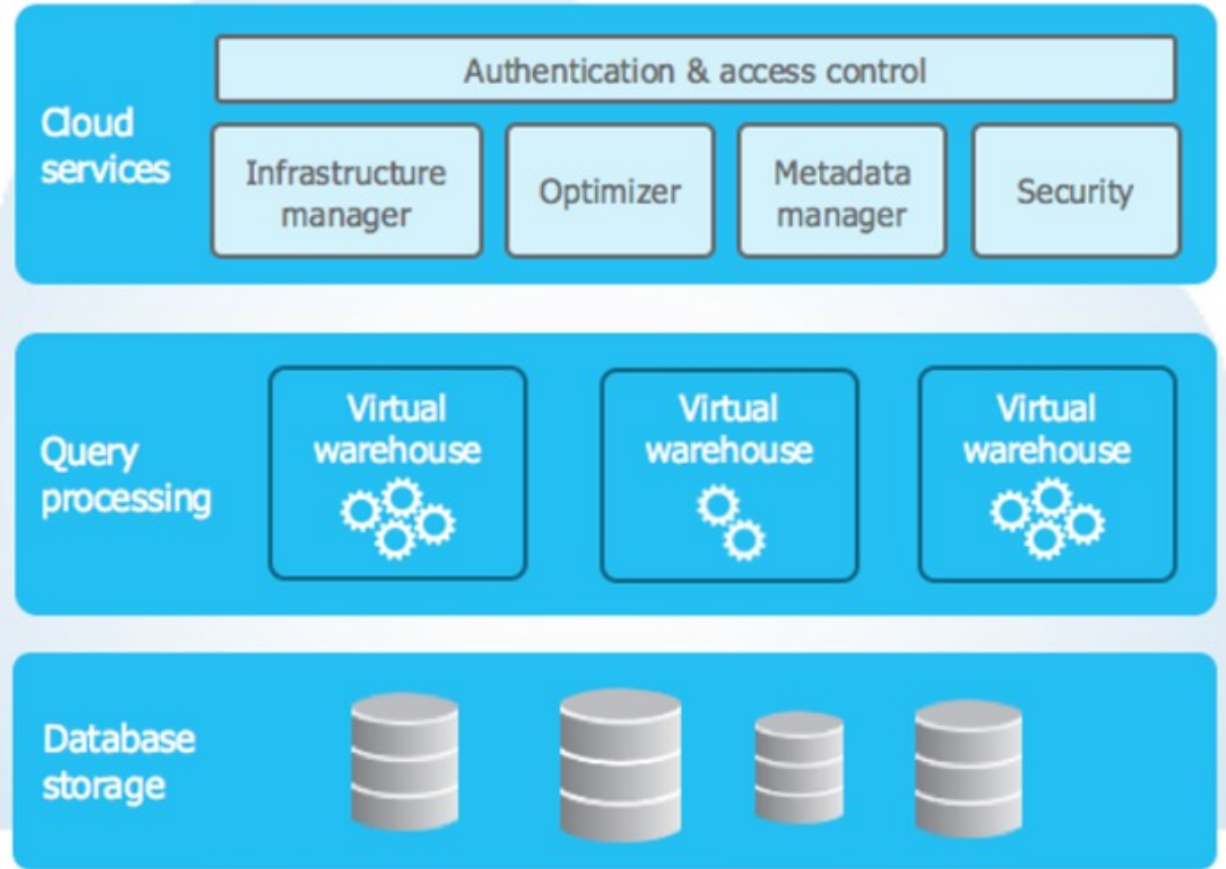 Authentication & access control
Cloud
services
Infrastructure
manager
Optimizer
Metadata
manager
Security
Query
processing
Virtual
warehouse
Virtual
warehouse
Virtual
warehouse
Database
storage